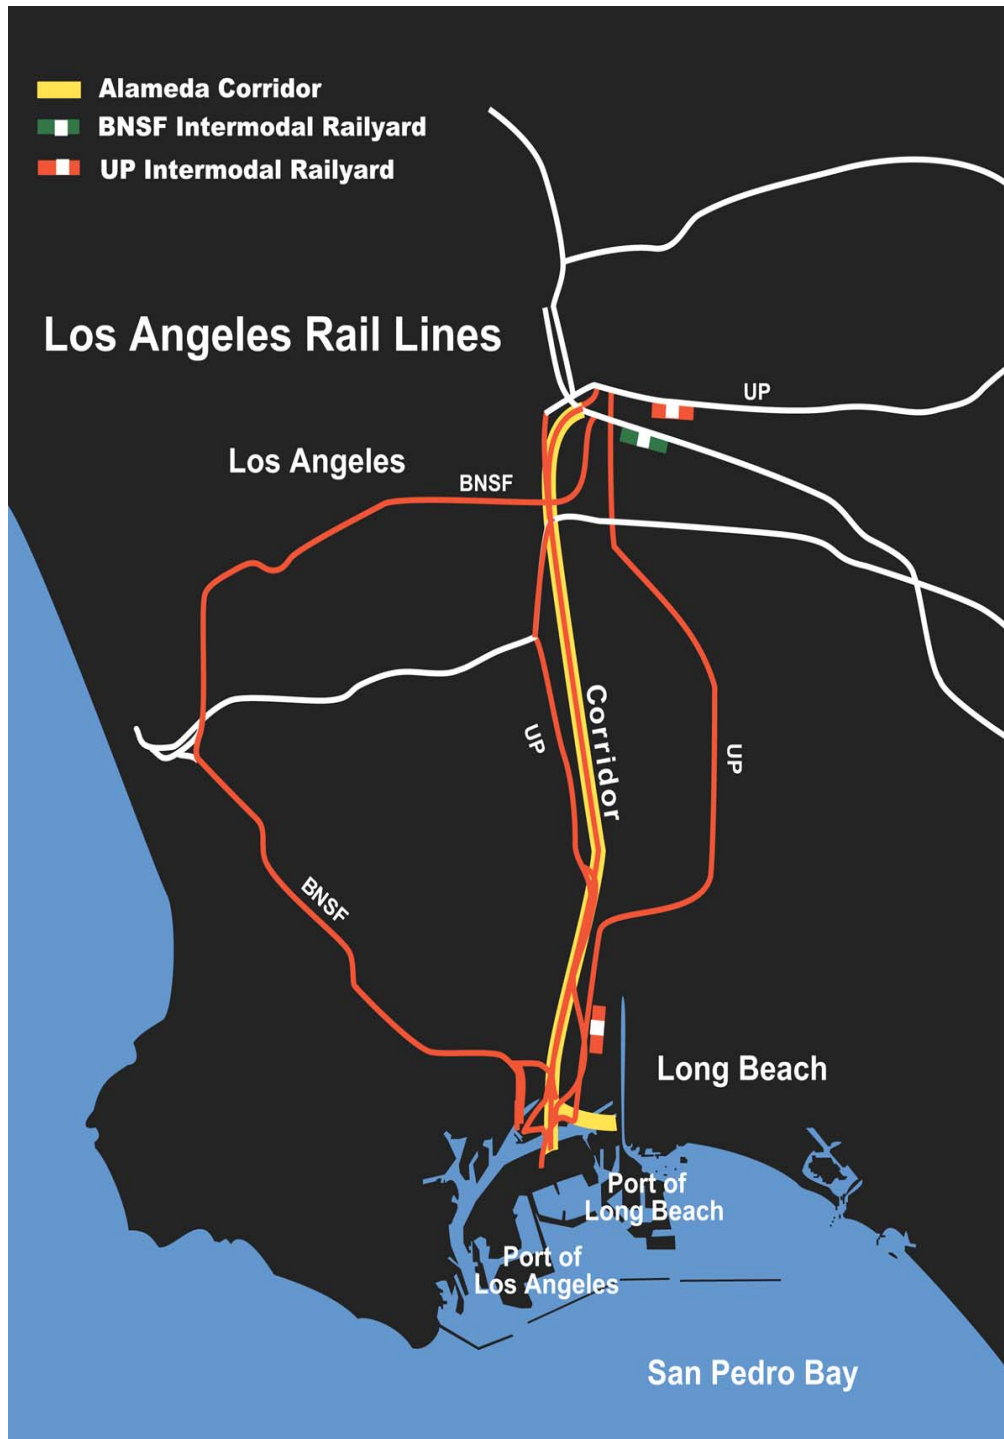 Alameda Corridor
BNSF Intermodal Railyard
UP Intermodal Railyard
Los Angeles Rail Lines
UP
Los Angeles
BNSF
Corridor
UP
UP
BNSF
Long Beach
Port of
Long Beach
Port of
Los Angeles
San Pedro Bay